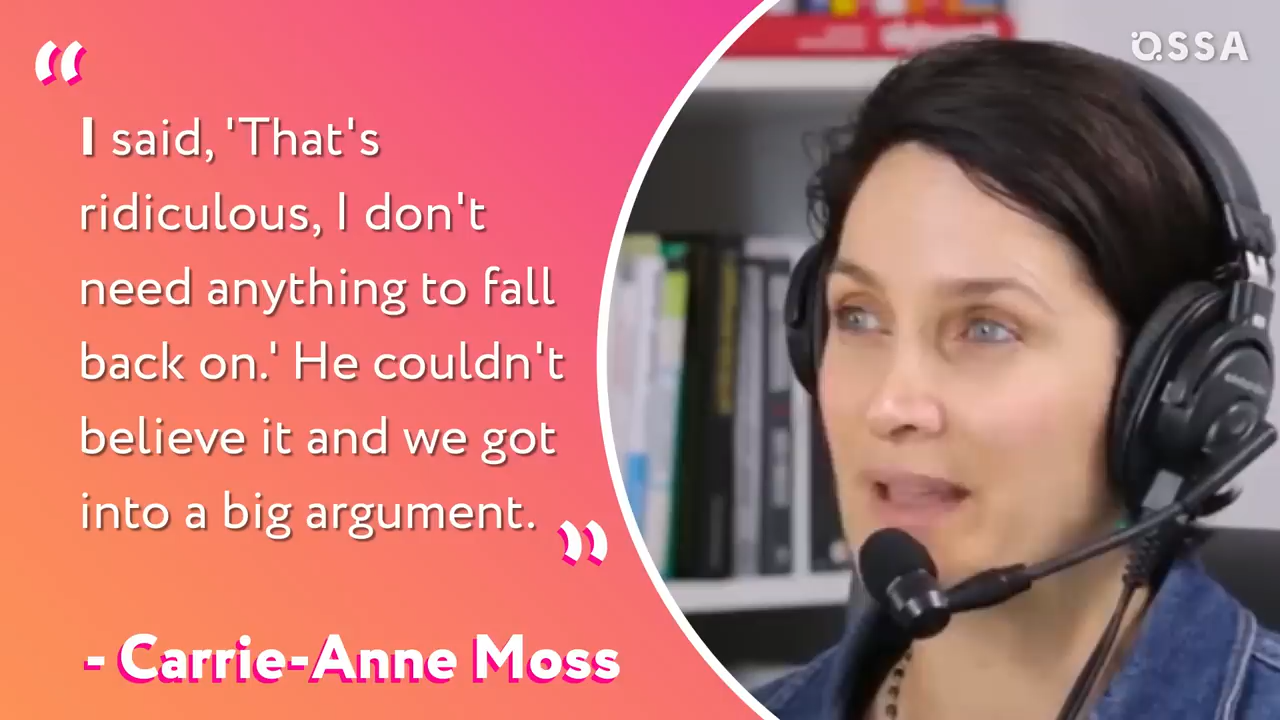 “
I said, 'That's
ridiculous, I don't
need anything to fall
back on.' He couldn't
believe it and we got
into a big argument.
”
- Carrie-Anne Moss
OSSA